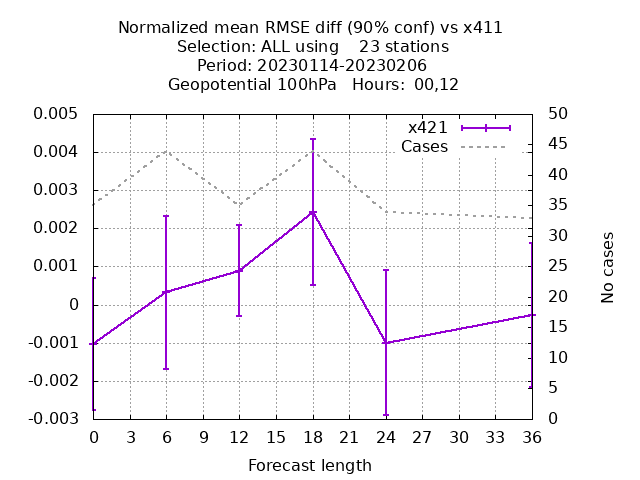 Normalized mean RMSE diff (90% conf) vs x411
Selection: ALL using    23 stations
Period: 20230114-20230206
Geopotential 100hPa   Hours:  00,12
x421
Cases
0.005
0.004
0.003
0.002
0.001
0
-0.001
-0.002
-0.003
50
45
40
35
30
25
20
15
10
5
0
No cases
0 3 6 9 12 15 18 21 24 27 30 33 36
Forecast length